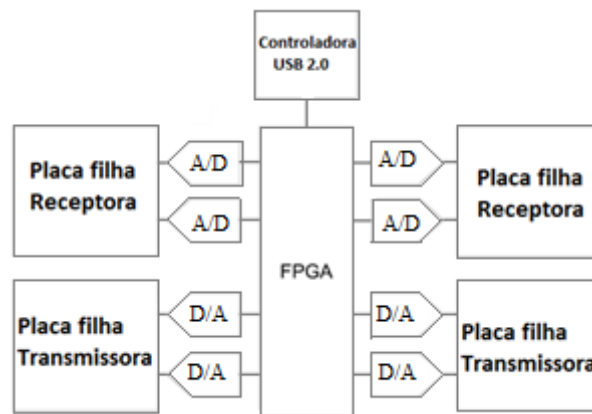 Controladora
USB 2.0
Placa filha
Receptora
A/D
A/D
A/D
A/D
Placa filha
Receptora
FPGA
Placa filha
Transmissora
D/A
D/A
D/A
D/A
Placa filha
Transmissora